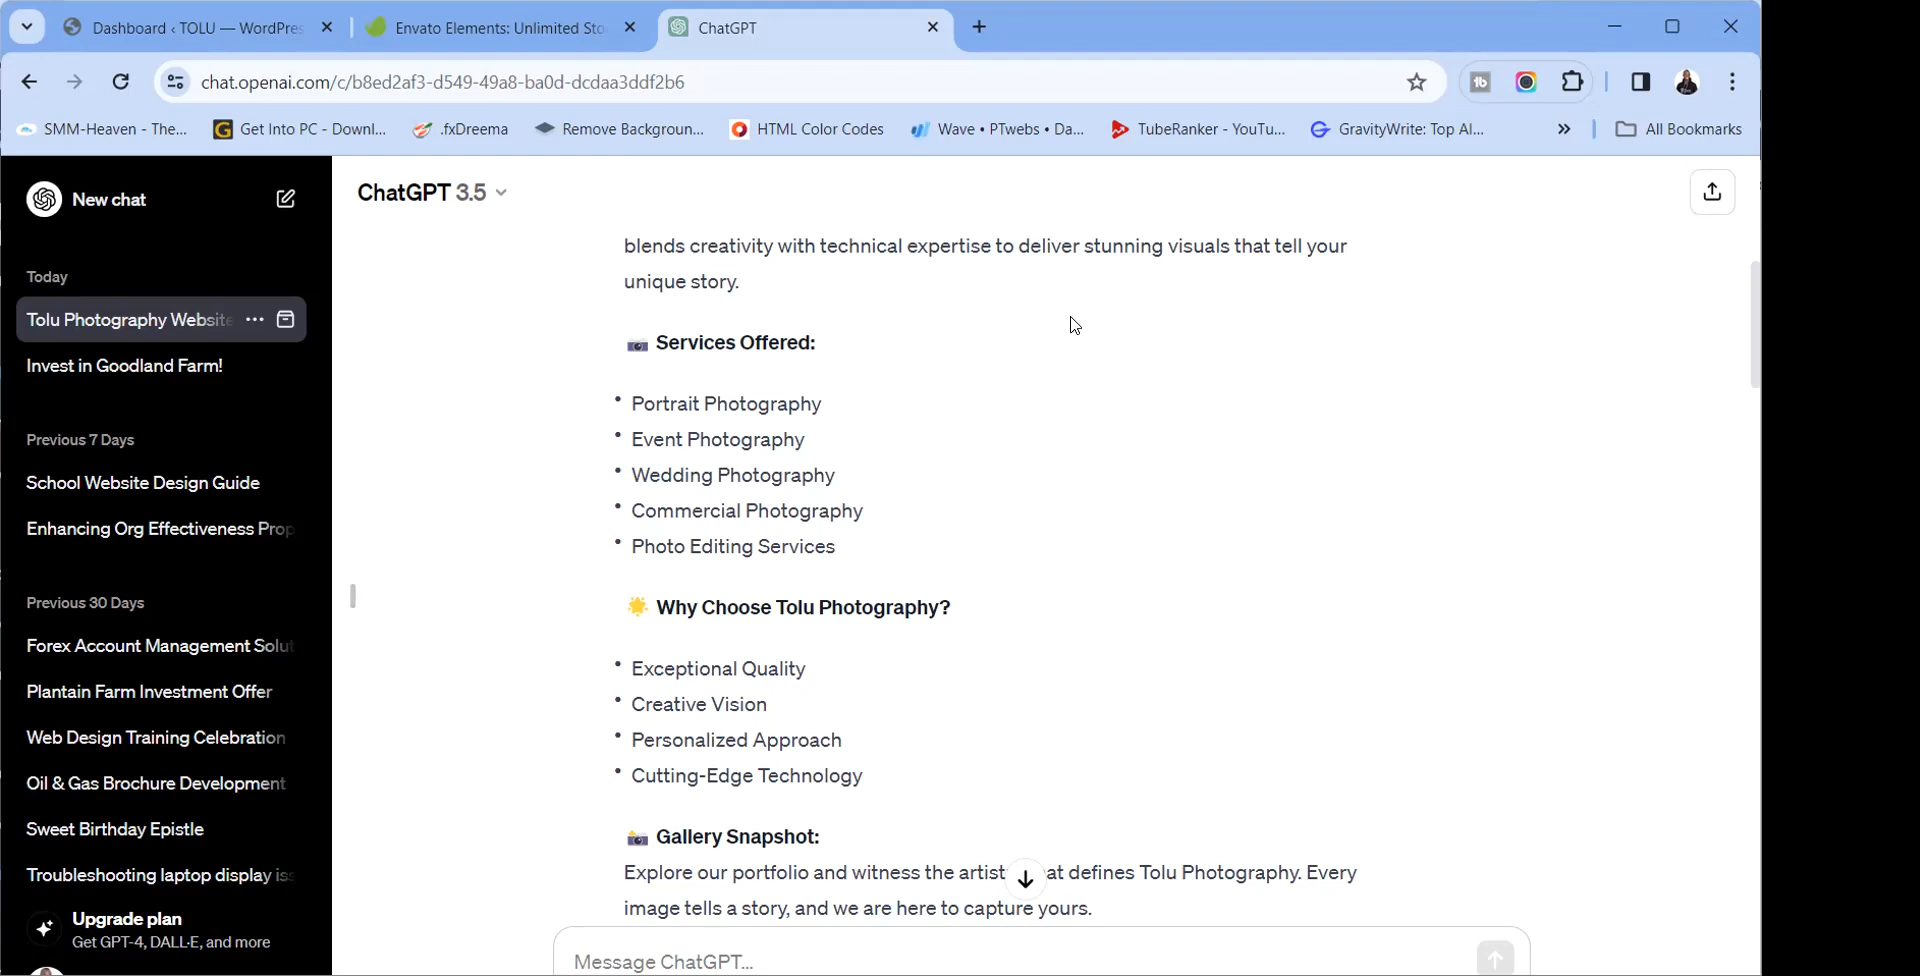 Dashboard ‹ TOLU — WordPres
Envato Elements: Unlimited Sto
ChatGPT
chat.openai.com/c/b8ed2af3-d549-49a8-ba0d-dcdaa3ddf2b6
SMM-Heaven - The...
Get Into PC - Downl...
.fxDreema
Remove Backgroun...
HTML Color Codes
Wave • PTwebs • Da...
TubeRanker - YouTu...
GravityWrite: Top AI...
»
All Bookmarks
New chat
Today
Tolu Photography Website
Invest in Goodland Farm!
Previous 7 Days
School Website Design Guide
Enhancing Org Effectiveness Prop
Previous 30 Days
Forex Account Management Solut
Plantain Farm Investment Offer
Web Design Training Celebration
Oil & Gas Brochure Development
Sweet Birthday Epistle
Troubleshooting laptop display iss
Upgrade plan
Get GPT-4, DALL·E, and more
ChatGPT 3.5
blends creativity with technical expertise to deliver stunning visuals that tell your
unique story.
📷 Services Offered:
• Portrait Photography
• Event Photography
• Wedding Photography
• Commercial Photography
• Photo Editing Services
🌟 Why Choose Tolu Photography?
• Exceptional Quality
• Creative Vision
• Personalized Approach
• Cutting-Edge Technology
📸 Gallery Snapshot:
Explore our portfolio and witness the artist at defines Tolu Photography. Every
image tells a story, and we are here to capture yours.
Message ChatGPT...